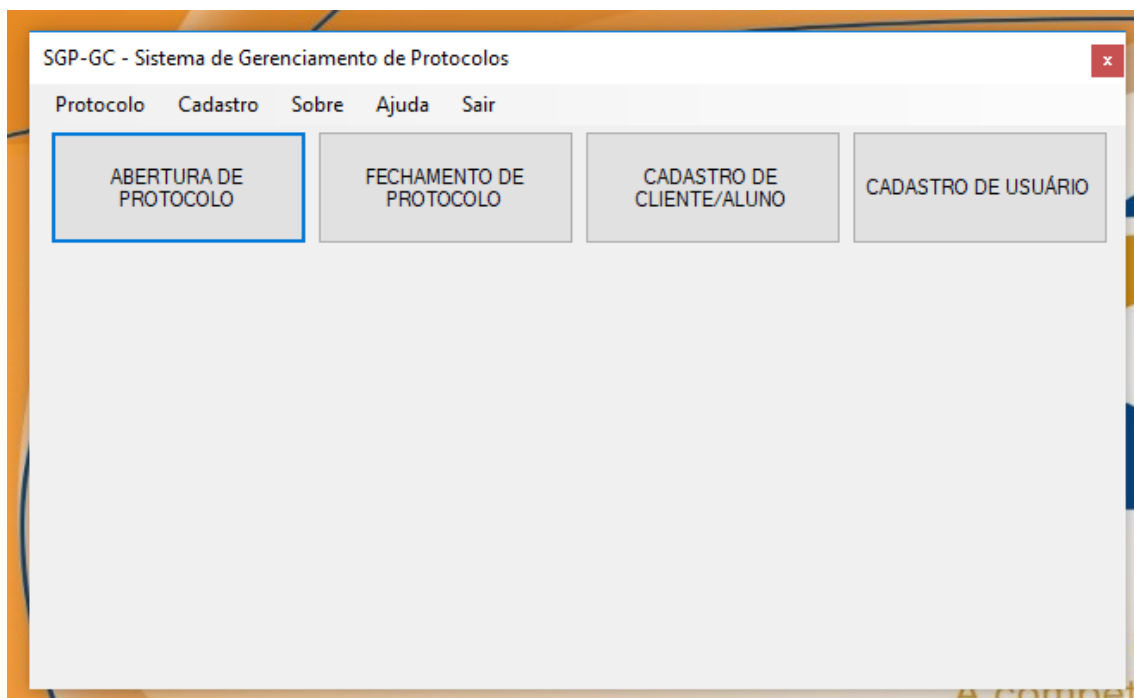 SGP-GC - Sistema de Gerenciamento de Protocolos
x
Protocolo Cadastro Sobre Ajuda Sair
ABERTURA DE
PROTOCOLO
FECHAMENTO DE
PROTOCOLO
CADASTRO DE
CLIENTE/ALUNO
CADASTRO DE USUÁRIO